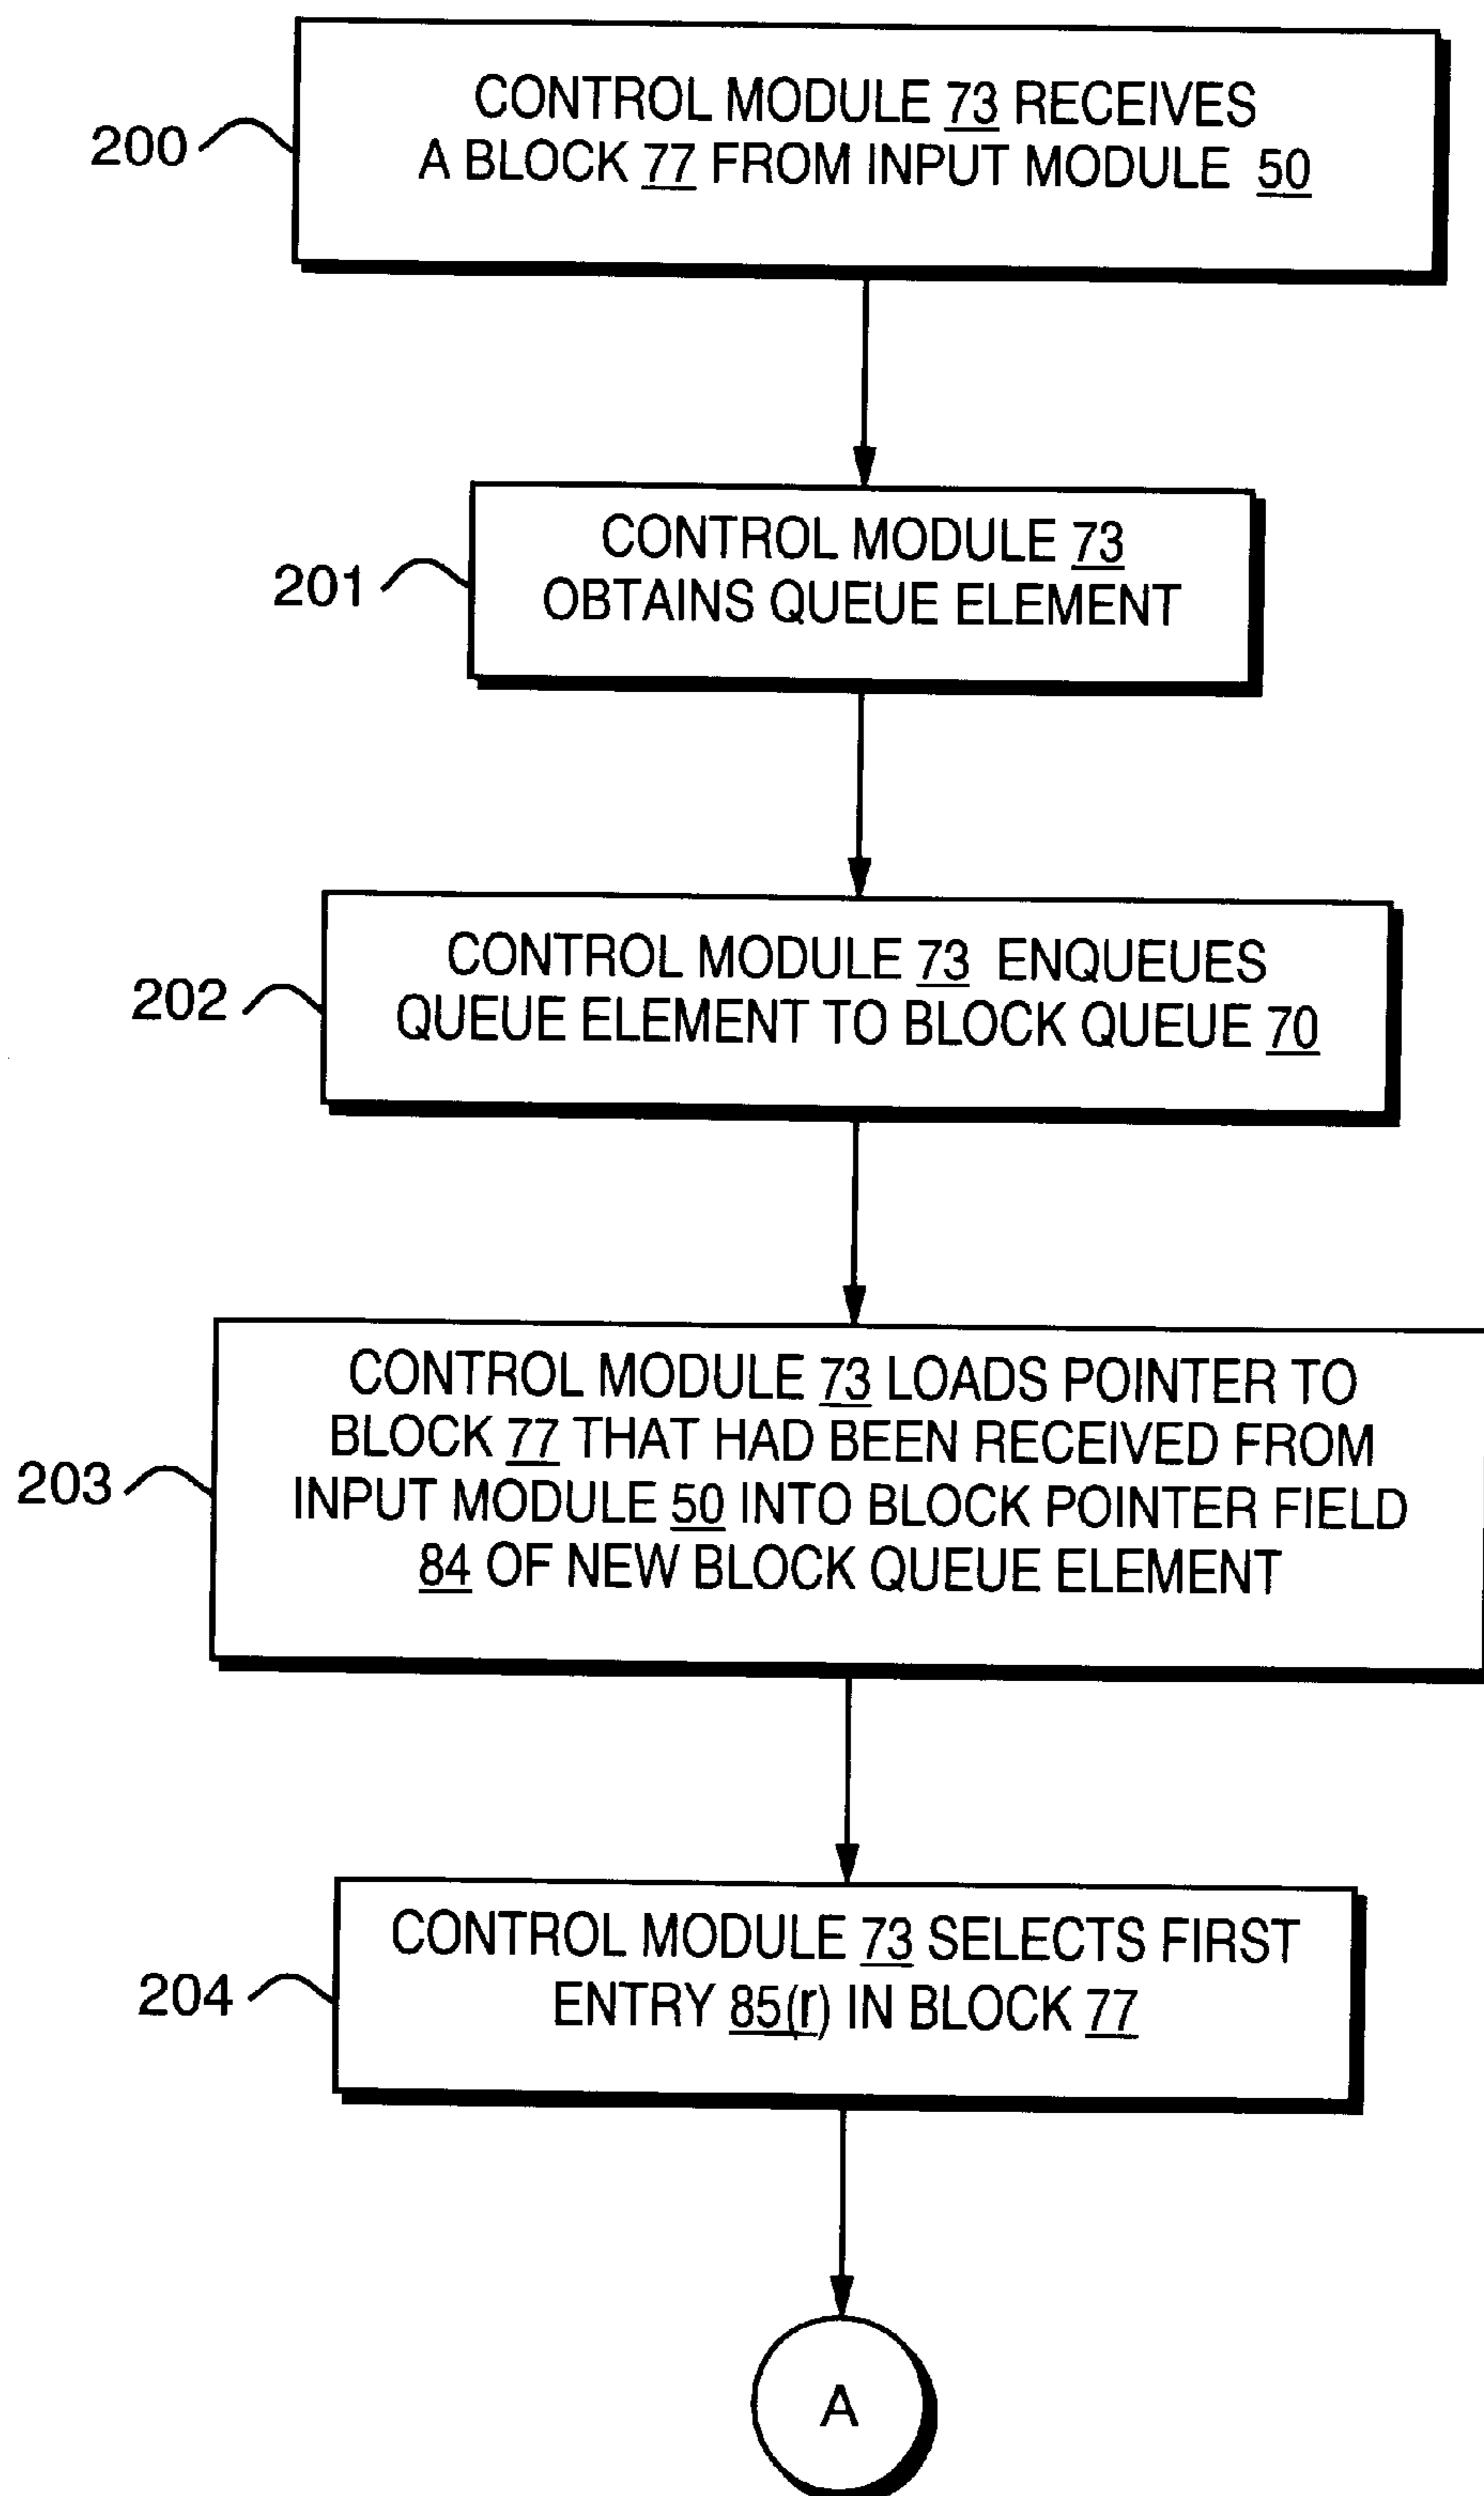 CONTROL MODULE 73 RECEIVES
A BLOCK 77 FROM INPUT MODULE 50
200
CONTROL MODULE 73
OBTAINS QUEUE ELEMENT
201
CONTROL MODULE 73 ENQUEUES
QUEUE ELEMENT TO BLOCK QUEUE 70
202
CONTROL MODULE 73 LOADS POINTER TO
BLOCK 77 THAT HAD BEEN RECEIVED FROM
INPUT MODULE 50 INTO BLOCK POINTER FIELD
84 OF NEW BLOCK QUEUE ELEMENT
203
CONTROL MODULE 73 SELECTS FIRST
ENTRY 85(r) IN BLOCK 77
204
A